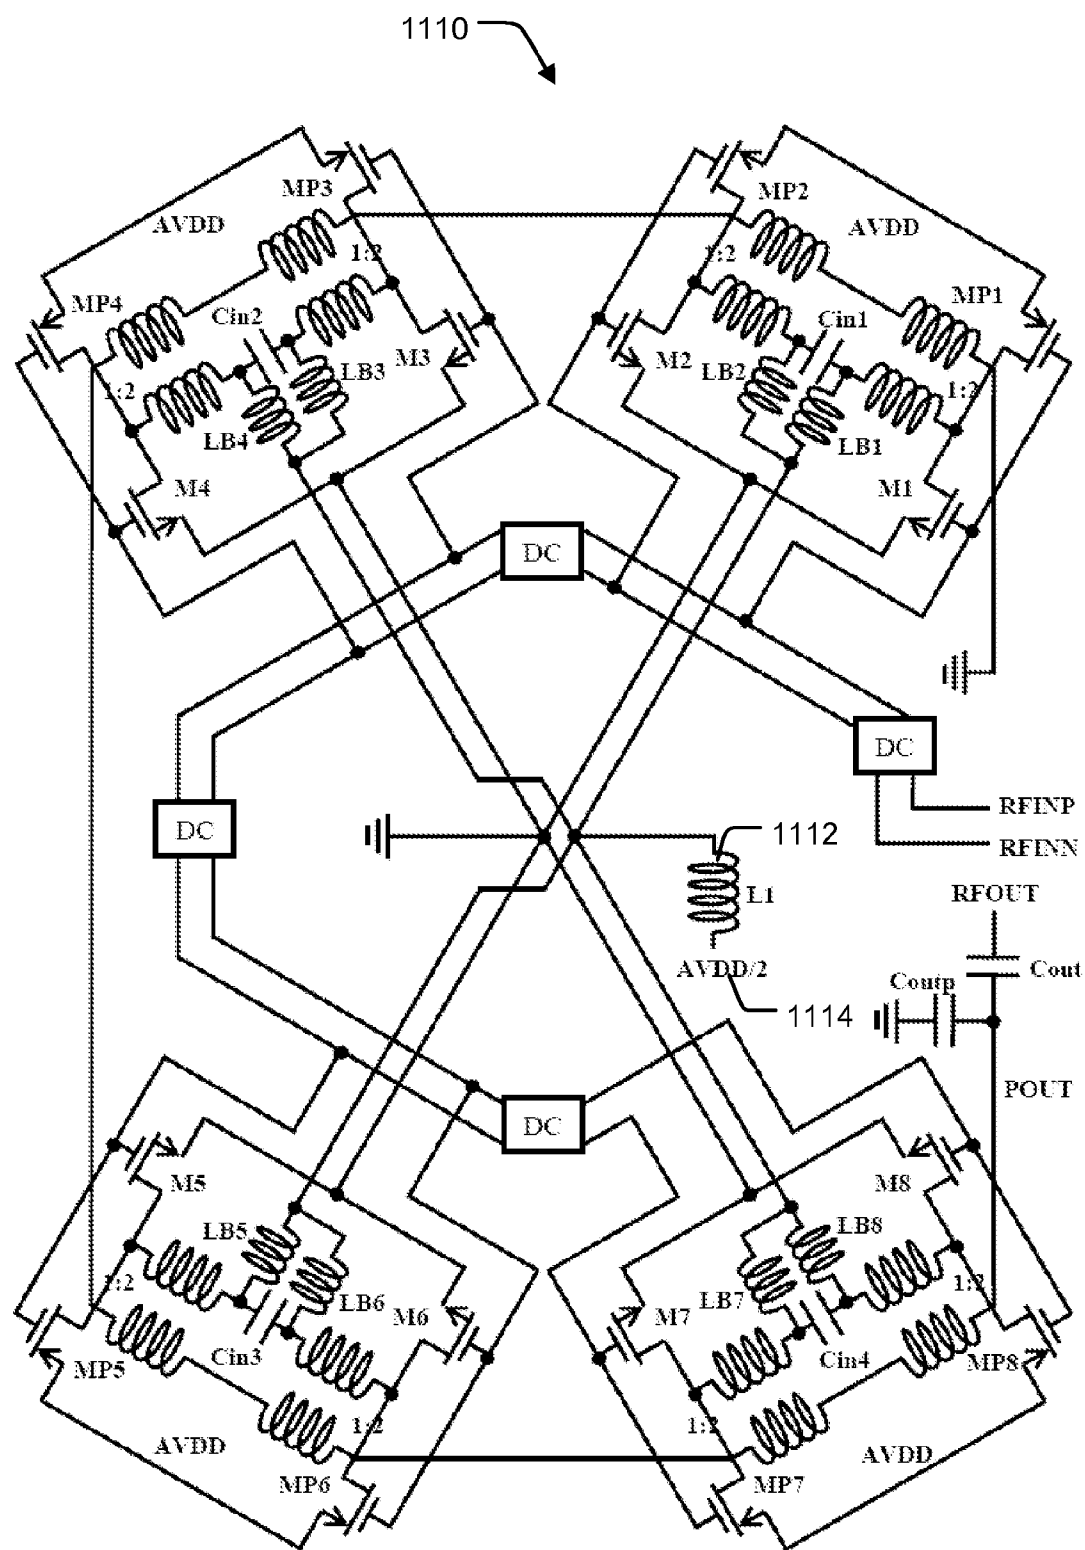 1110
MP3
MP2
AVDD
AVDD
1:2
1:2
MP4
MP1
Cin2
Cin1
M3
M2
LB3
LB2
1:2
1:2
LB4
LB1
M4
M1
DC
DC
DC
RFINP
RFINN
1112
L1
RFOUT
AVDD/2
Cout
Coutp
1114
POUT
DC
M5
M8
LB5
LB8
1:2
1:2
LB6
LB7
M6
M7
Cin3
Cin4
MP5
MP8
1:2
1:2
AVDD
AVDD
MP6
MP7